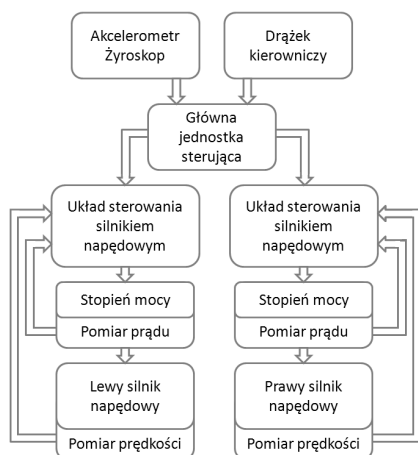 Akcelerometr
Żyroskop
Drążek
kierowniczy
Główna
jednostka
sterująca
Układ sterowania
silnikiem
napędowym
Układ sterowania
silnikiem
napędowym
Stopień mocy
Pomiar prądu
Stopień mocy
Pomiar prądu
Lewy silnik
napędowy
Pomiar prędkości
Prawy silnik
napędowy
Pomiar prędkości